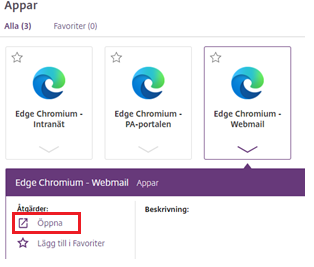 Appar
Alla (3) Favoriter (0)
Edge Chromium - Intranät
Edge Chromium - PA-portalen
Edge Chromium - Webmail
Edge Chromium - Webmail Appar
Åtgärder: Beskrivning:
Öppna
Lägg till i Favoriter